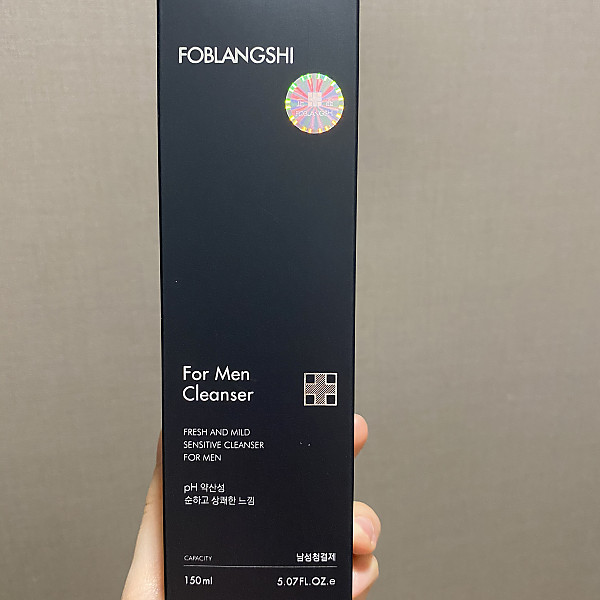 FOBLANGSHI
FOBLANGSHI
For Men
Cleanser
FRESH AND MILD
SENSITIVE CLEANSER
FOR MEN
pH 약산성
순하고 상쾌한 느낌
CAPACITY 남성청결제
150ml 5.07FL.OZ.e